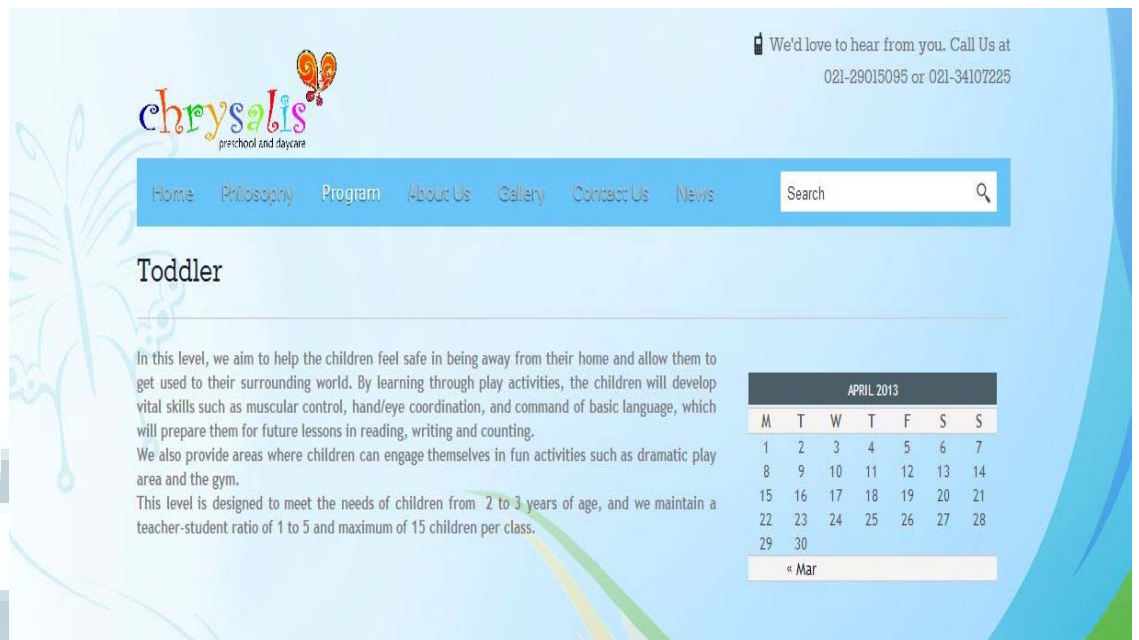 We'd love to hear from you. Call Us at
021-29015095 or 021-34107225
chrysalis
preschool and daycare
Home Philosophy Program About Us Gallery Contact Us News
Search
Toddler
In this level, we aim to help the children feel safe in being away from their home and allow them to
get used to their surrounding world. By learning through play activities, the children will develop
vital skills such as muscular control, hand/eye coordination, and command of basic language, which
will prepare them for future lessons in reading, writing and counting.
We also provide areas where children can engage themselves in fun activities such as dramatic play
area and the gym.
This level is designed to meet the needs of children from 2 to 3 years of age, and we maintain a
teacher-student ratio of 1 to 5 and maximum of 15 children per class.
APRIL 2013
M T W T F S S
1 2 3 4 5 6 7
8 9 10 11 12 13 14
15 16 17 18 19 20 21
22 23 24 25 26 27 28
29 30
« Mar